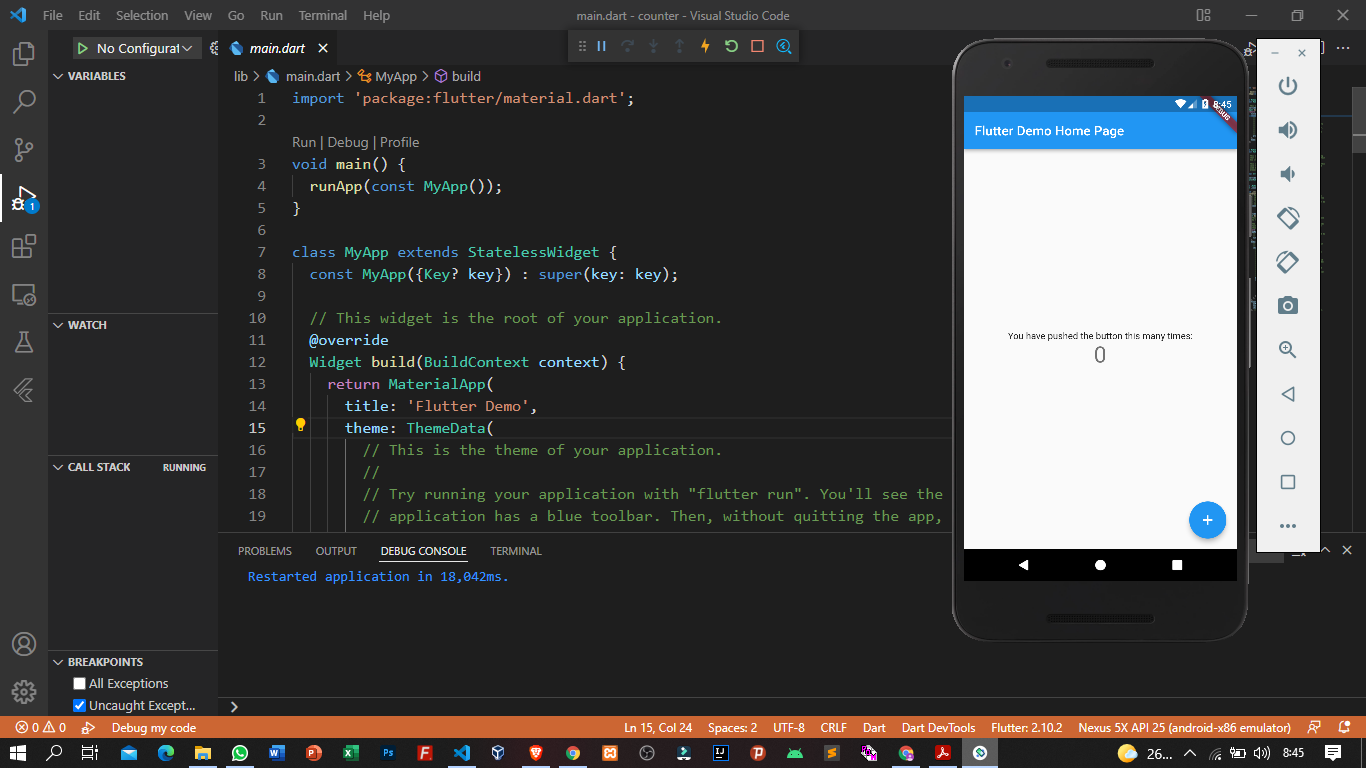 File Edit Selection View Go Run Terminal Help
main.dart - counter - Visual Studio Code
No Configurat
main.dart
VARIABLES
lib > main.dart > MyApp > build
1 import 'package:flutter/material.dart';
2
Run | Debug | Profile
3 void main() {
4 runApp(const MyApp());
5 }
6
7 class MyApp extends StatelessWidget {
8 const MyApp({Key? key}) : super(key: key);
9
10 // This widget is the root of your application.
11 @override
12 Widget build(BuildContext context) {
13 return MaterialApp(
14 title: 'Flutter Demo',
15 theme: ThemeData(
16 // This is the theme of your application.
17 //
18 // Try running your application with "flutter run". You'll see the
19 // application has a blue toolbar. Then, without quitting the app,
WATCH
CALL STACK RUNNING
BREAKPOINTS
All Exceptions
Uncaught Except...
1
PROBLEMS OUTPUT DEBUG CONSOLE TERMINAL
Restarted application in 18,042ms.
8:45
DEBUG
Flutter Demo Home Page
You have pushed the button this many times:
0
+
0 0 Debug my code
Ln 15, Col 24 Spaces: 2 UTF-8 CRLF Dart Dart DevTools Flutter: 2.10.2 Nexus 5X API 25 (android-x86 emulator)
26... 8:45